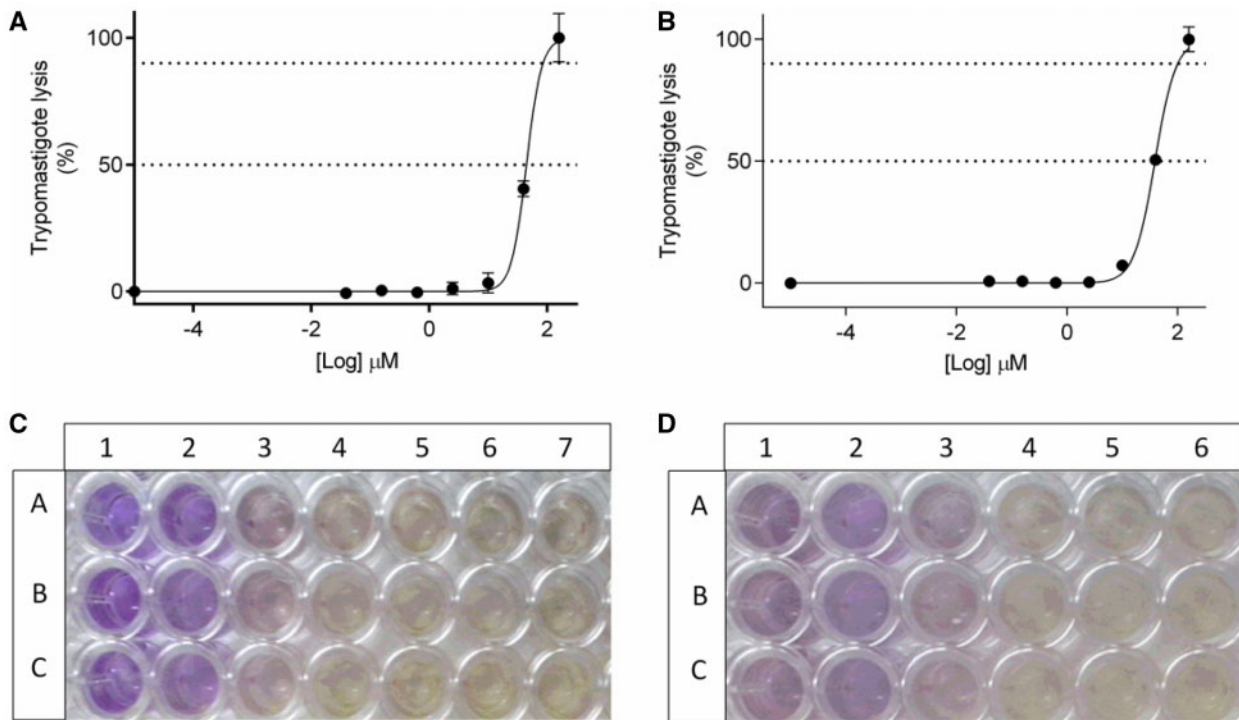 A
Trypomastigote lysis
(%)
100
50
0
-4
-2
0
2
[Log] μM
B
Trypomastigote lysis
(%)
100
50
0
-4
-2
0
2
[Log] μM
C
1 2 3 4 5 6 7
A
B
C
D
1 2 3 4 5 6
A
B
C